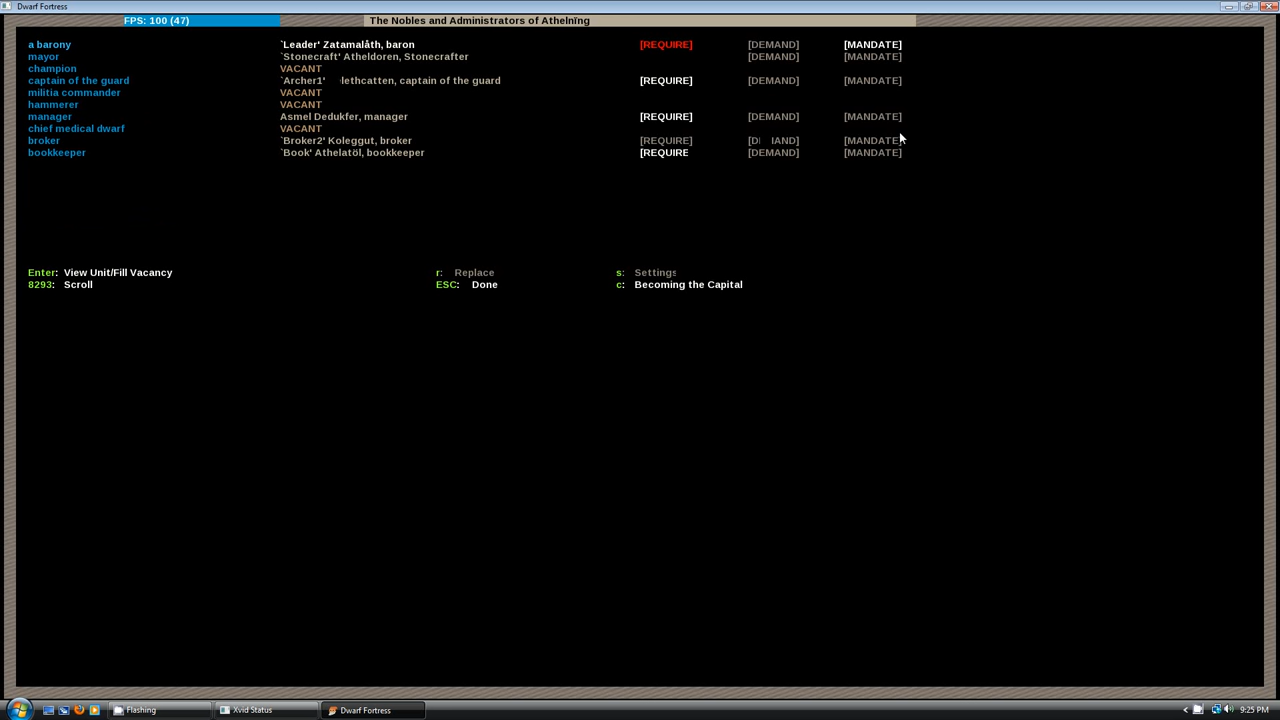 Dwarf Fortress
FPS: 100 (47) The Nobles and Administrators of Athelnïng
a barony `Leader' Zatamalåth, baron [REQUIRE] [DEMAND] [MANDATE]
mayor `Stonecraft' Atheldoren, Stonecrafter [DEMAND] [MANDATE]
champion VACANT
captain of the guard `Archer1' lethcatten, captain of the guard [REQUIRE] [DEMAND] [MANDATE]
militia commander VACANT
hammerer VACANT
manager Asmel Dedukfer, manager [REQUIRE] [DEMAND] [MANDATE]
chief medical dwarf VACANT
broker `Broker2' Koleggut, broker [REQUIRE] [D AND] [MANDATE]
bookkeeper `Book' Athelatöl, bookkeeper [REQUIRE [DEMAND] [MANDATE]
Enter: View Unit/Fill Vacancy r: Replace s: Settings
8293: Scroll ESC: Done c: Becoming the Capital
Flashing Xvid Status Dwarf Fortress 9:25 PM